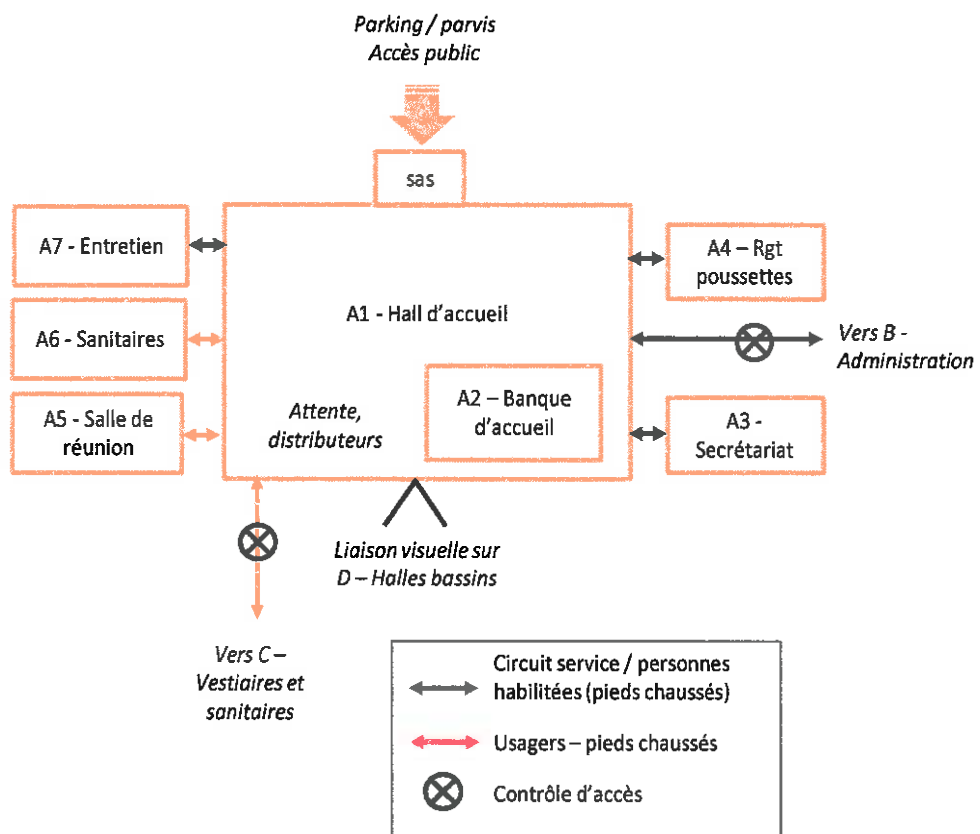 Parking / parvis
Accès public
sas
A7 - Entretien
A4 – Rgt
poussettes
A1 - Hall d'accueil
A6 - Sanitaires
Vers B -
Administration
A2 – Banque
d'accueil
A5 - Salle de
réunion
Attente,
distributeurs
A3 -
Secrétariat
Liaison visuelle sur
D – Halles bassins
Vers C –
Vestiaires et
sanitaires
Circuit service / personnes
habilitées (pieds chaussés)
Usagers – pieds chaussés
Contrôle d'accès